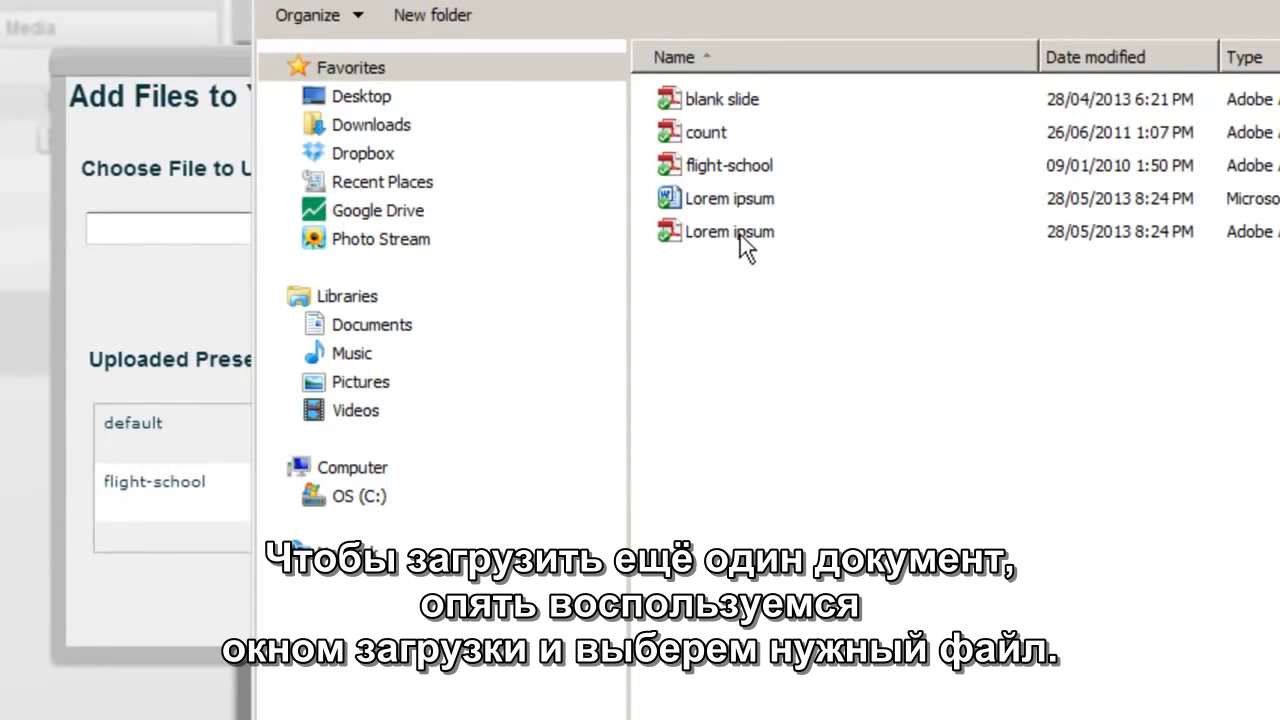 Media
Organize
New folder
Add Files to
Choose File to U
Uploaded Prese
default
flight-school
Favorites
Desktop
Downloads
Dropbox
Recent Places
Google Drive
Photo Stream
Libraries
Documents
Music
Pictures
Videos
Computer
OS (C:)
Name Date modified Type
blank slide 28/04/2013 6:21 PM Adobe
count 26/06/2011 1:07 PM Adobe
flight-school 09/01/2010 1:50 PM Adobe
Lorem ipsum 28/05/2013 8:24 PM Microso
Lorem ipsum 28/05/2013 8:24 PM Adobe
Чтобы загрузить ещё один документ,
опять воспользуемся
окном загрузки и выберем нужный файл.